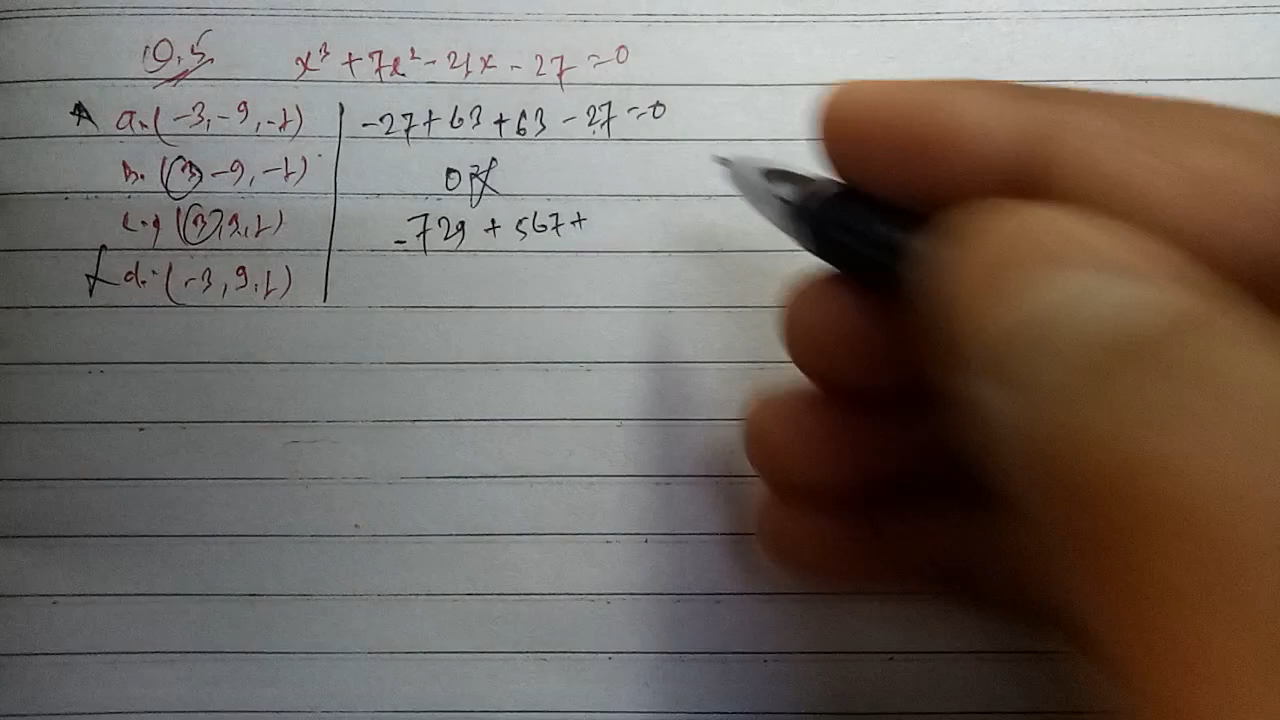 Q.5 x³ + 7x² - 21x - 27 = 0
a. (-3, -9, -1)
b. (3, -9, -1)
c. (3, 9, 1)
d. (-3, 9, 1)
-27 + 63 + 63 - 27 = 0
-729 + 567 +